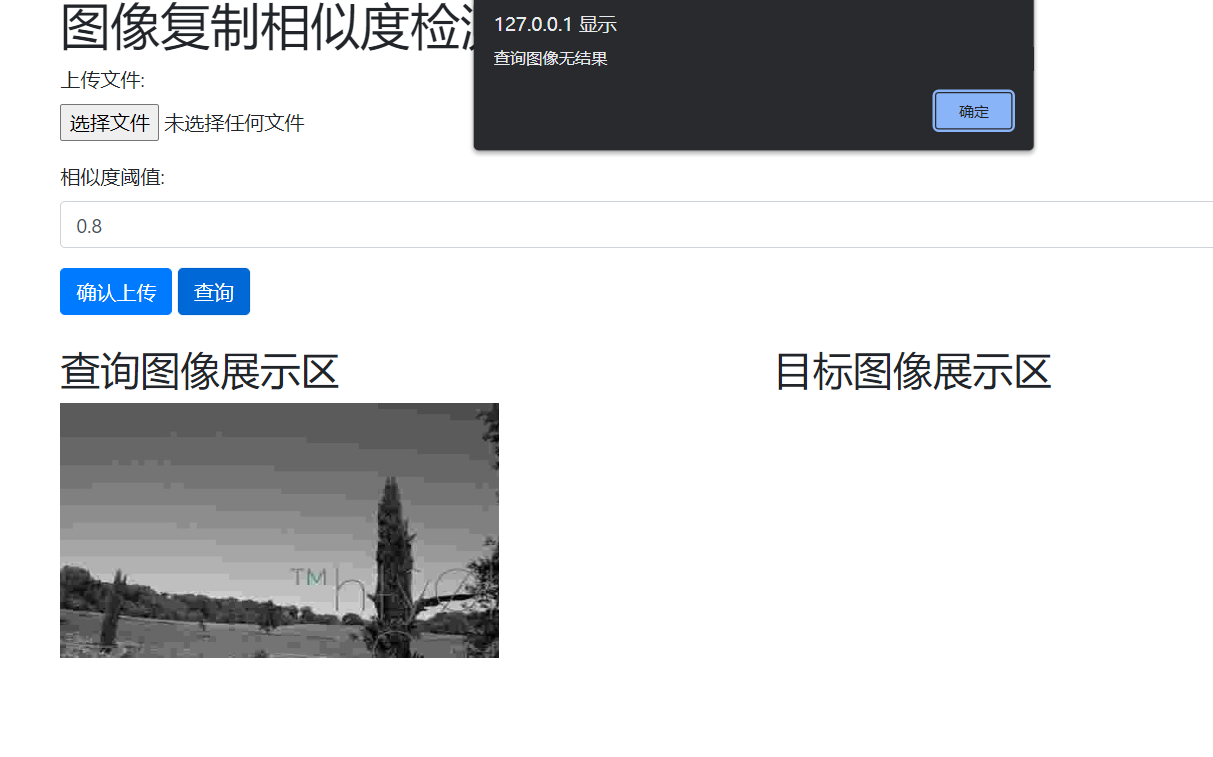 图像复制相似度检
127.0.0.1 显示
查询图像无结果
确定
上传文件:
选择文件 未选择任何文件
相似度阈值:
0.8
确认上传 查询
查询图像展示区
目标图像展示区
TM